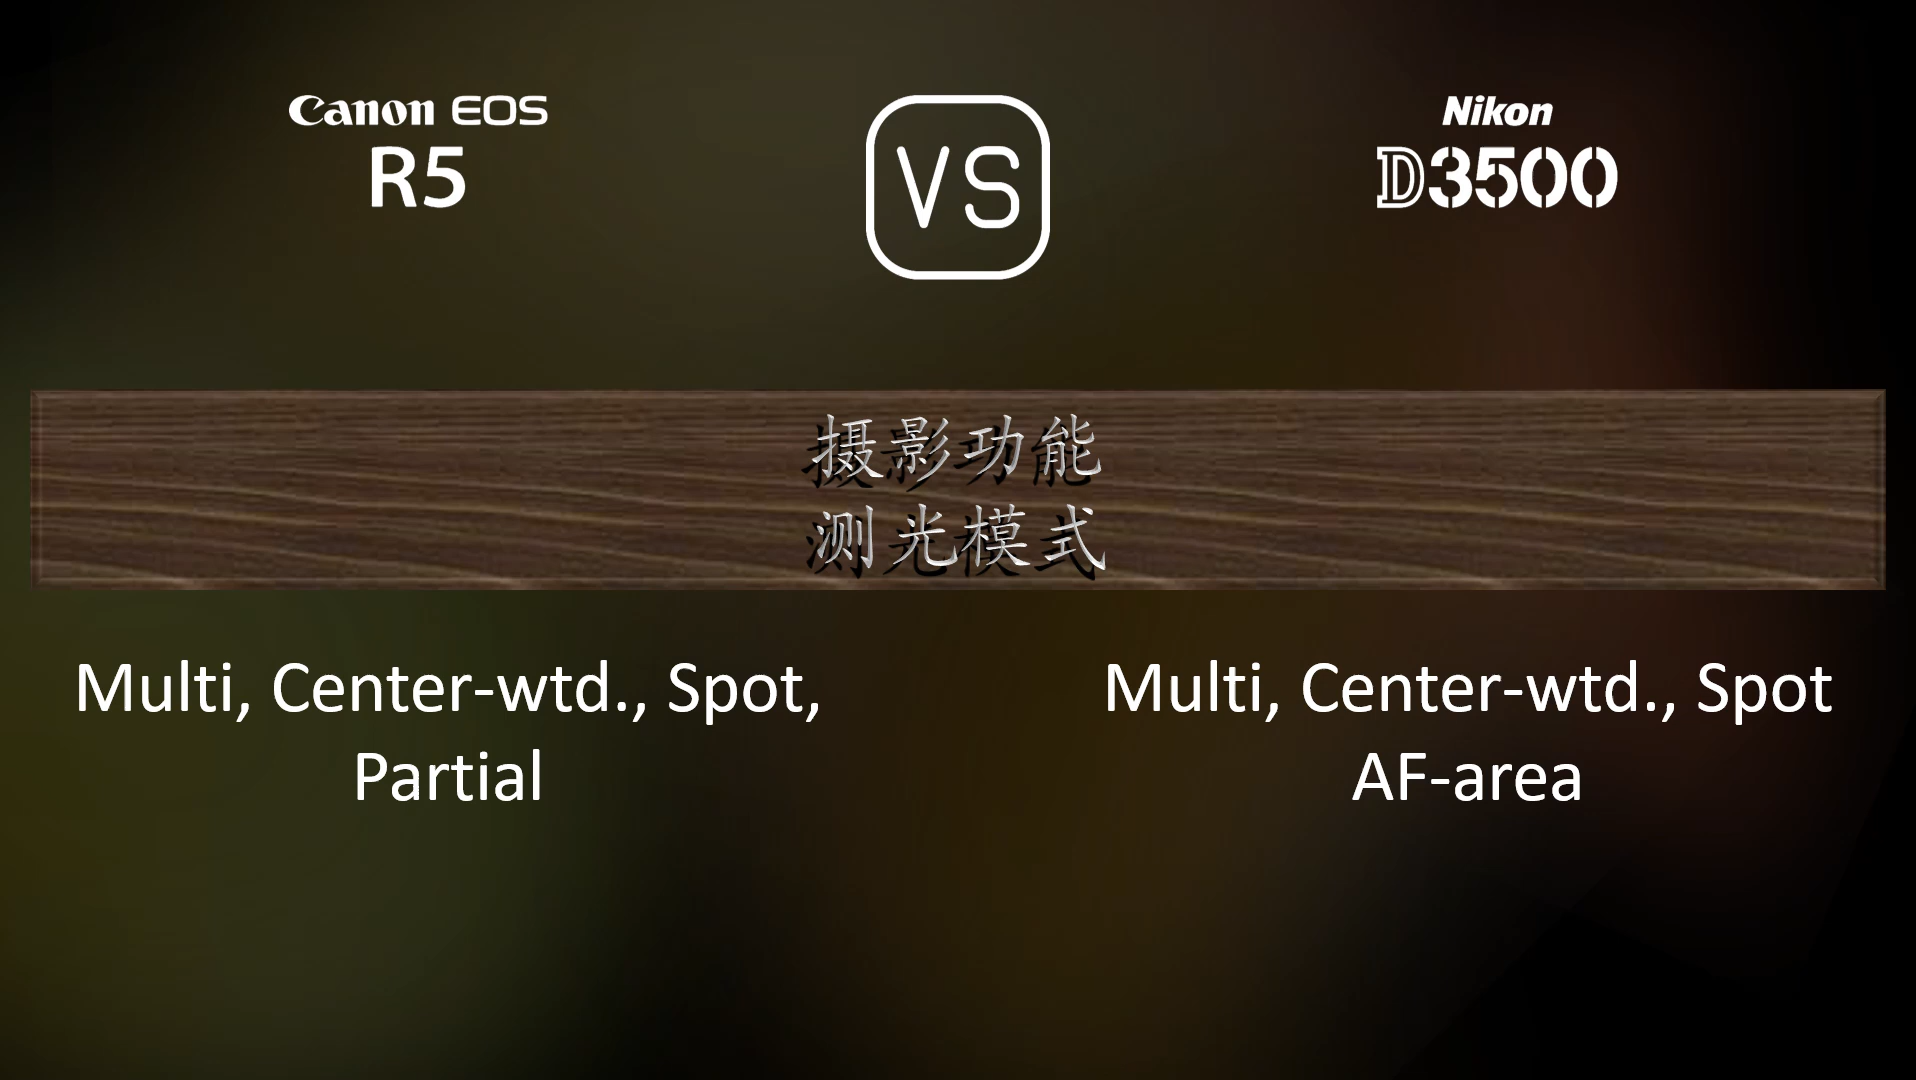 Canon EOS
R5
VS
Nikon
D3500
摄影功能
测光模式
Multi, Center-wtd., Spot,
Partial
Multi, Center-wtd., Spot
AF-area